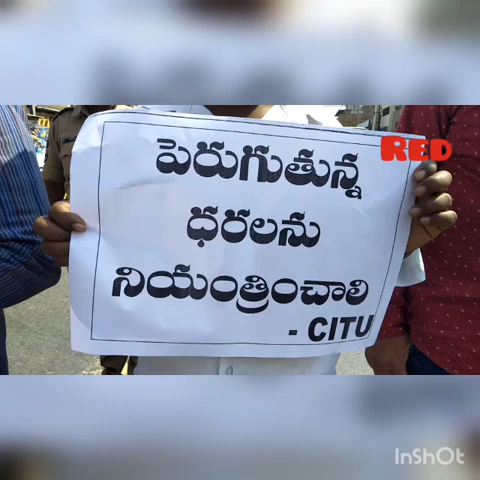 RED
పెరుగుతున్న
ధరలను
నియంత్రించాలి
- CITU
InShOt